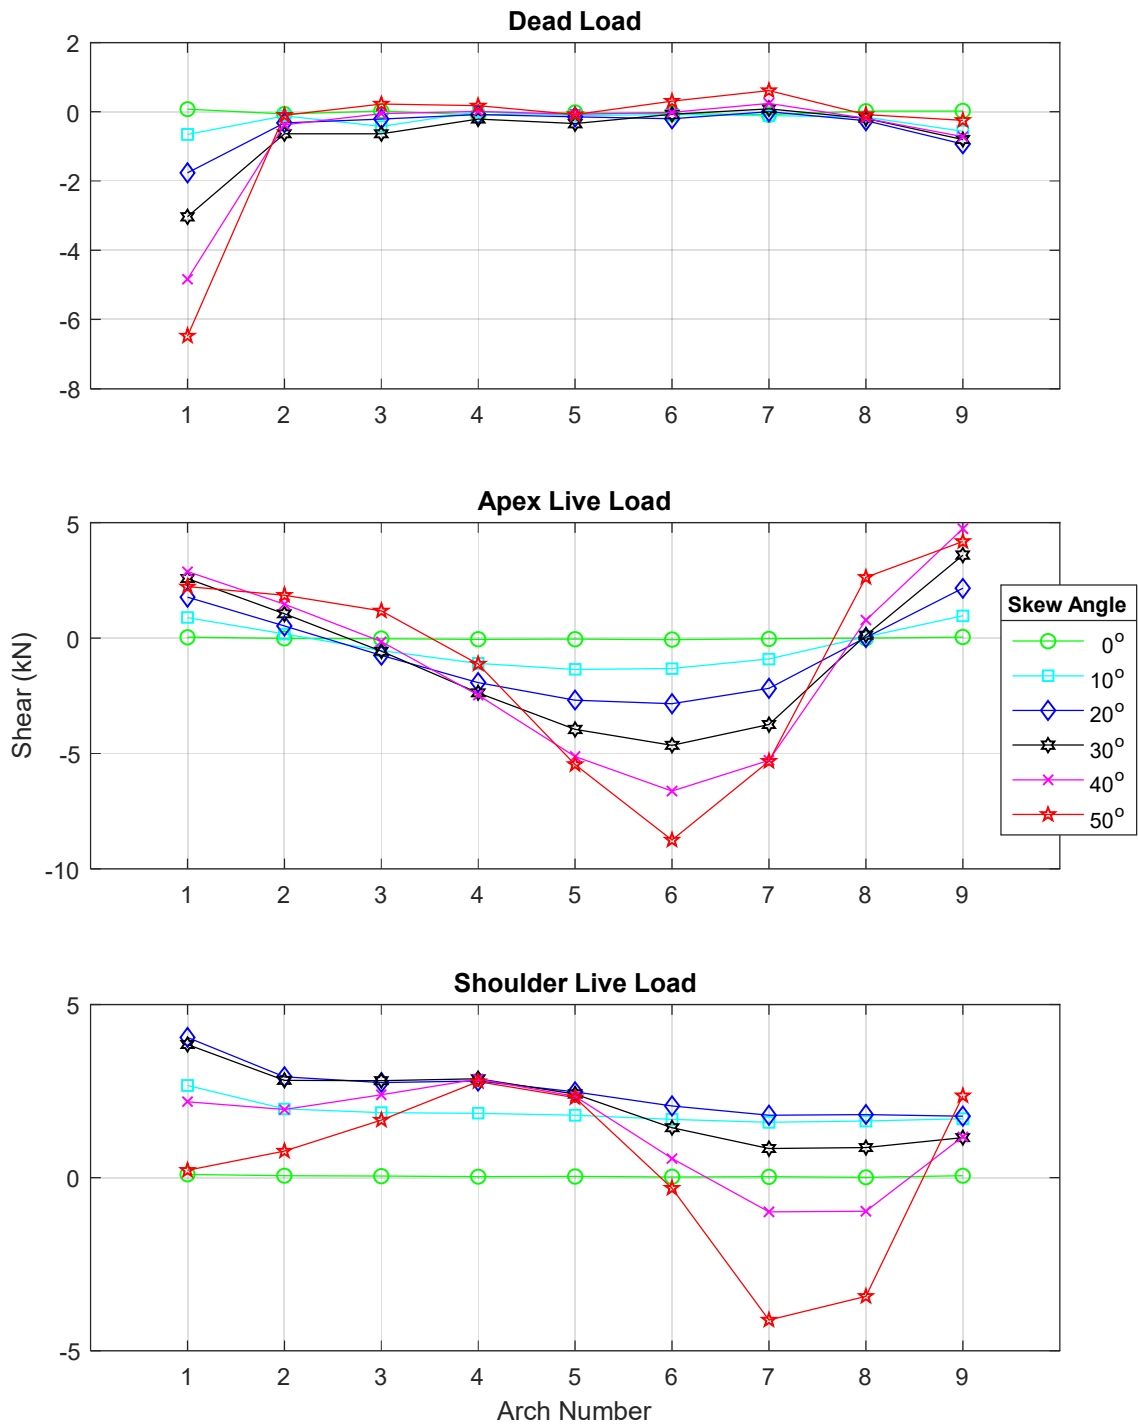 Dead Load
2
0
-2
-4
-6
-8
1 2 3 4 5 6 7 8 9
Apex Live Load
5
0
-5
-10
1 2 3 4 5 6 7 8 9
Shear (kN)
Skew Angle
0°
10°
20°
30°
40°
50°
Shoulder Live Load
5
0
-5
1 2 3 4 5 6 7 8 9
Arch Number